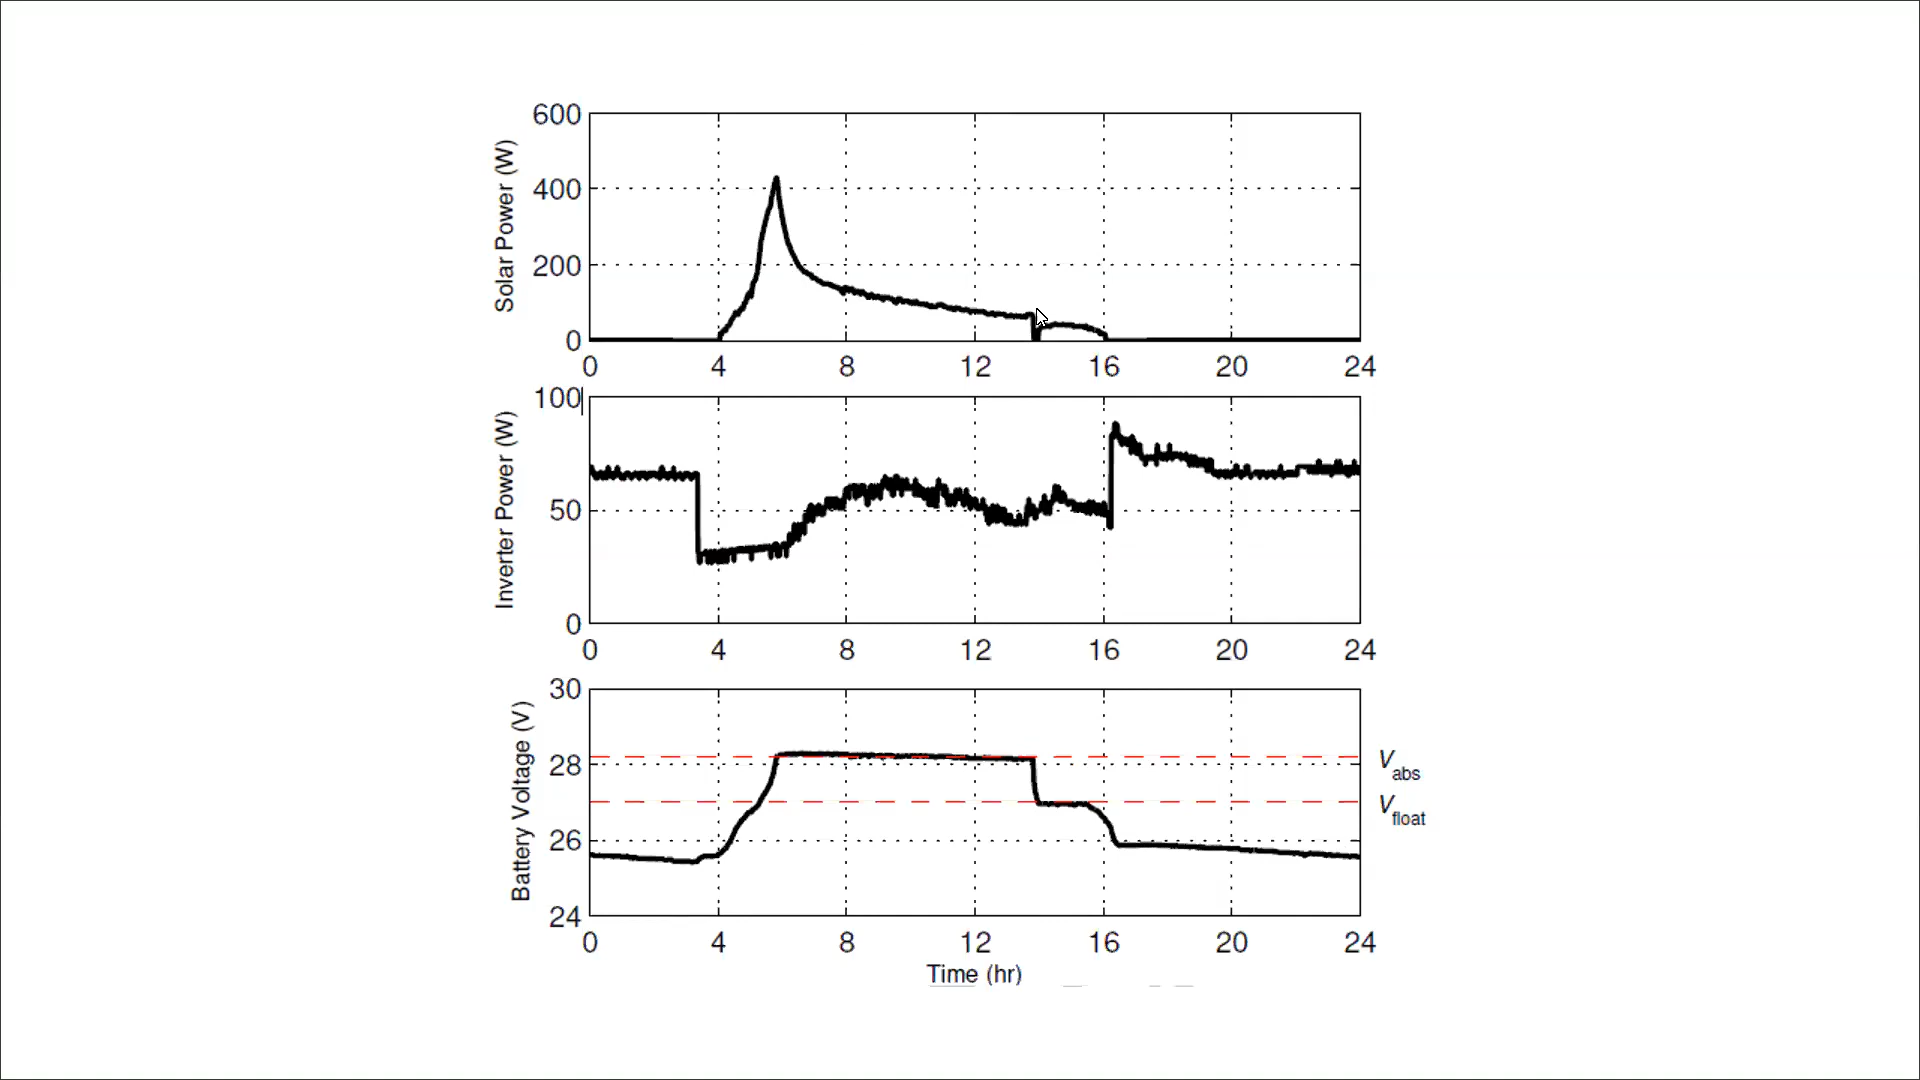 600
400
200
0
Solar Power (W)
0 4 8 12 16 20 24
100
50
0
Inverter Power (W)
0 4 8 12 16 20 24
30
28
26
24
Battery Voltage (V)
V abs
V float
0 4 8 12 16 20 24
Time (hr)